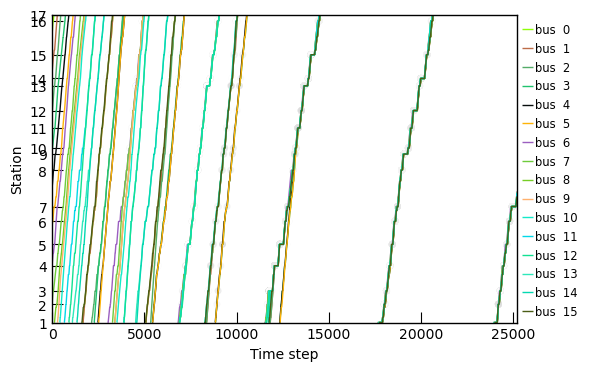 17
16
15
13
12
11
10
9
8
7
6
5
4
3
2
1
Station
0
5000
10000
15000
20000
25000
Time step
bus 0
bus 1
bus 2
bus 3
bus 4
bus 5
bus 6
bus 7
bus 8
bus 9
bus 10
bus 11
bus 12
bus 13
bus 14
bus 15